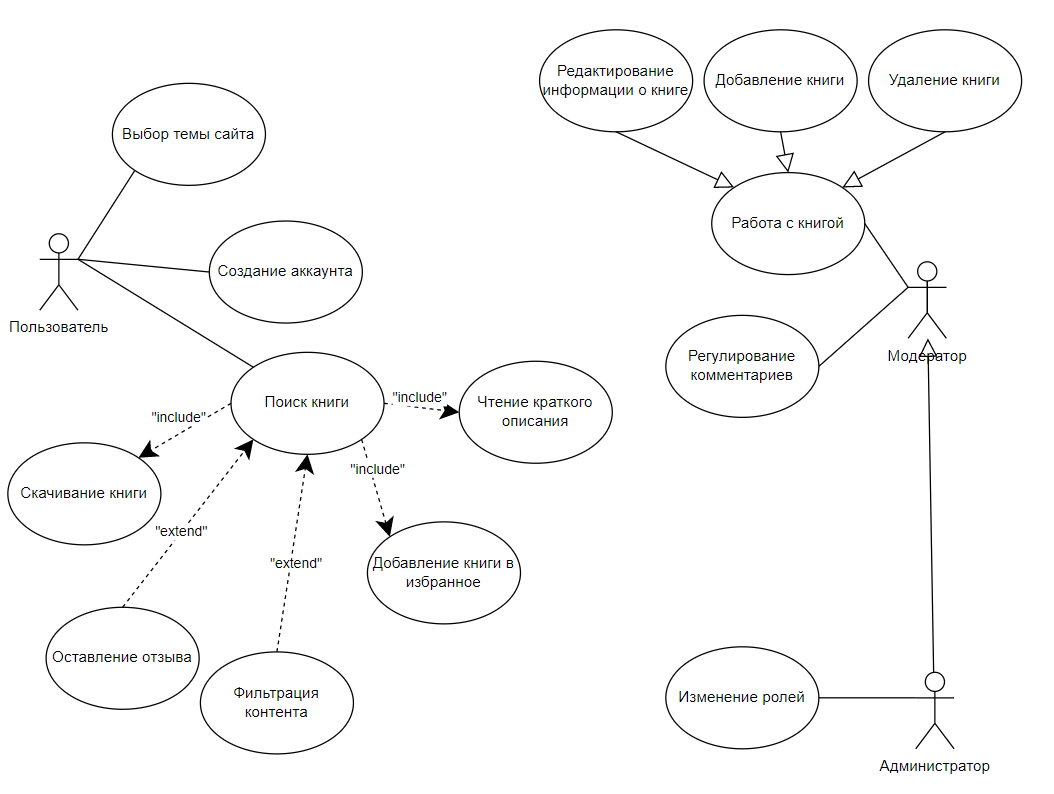 Редактирование
информации о книге
Добавление книги
Удаление книги
Выбор темы сайта
Работа с книгой
Создание аккаунта
Пользователь
Модератор
Регулирование
комментариев
Поиск книги
"include"
Чтение краткого
описания
"include"
"include"
Скачивание книги
"extend"
"extend"
Добавление книги в
избранное
Оставление отзыва
Фильтрация
контента
Изменение ролей
Администратор